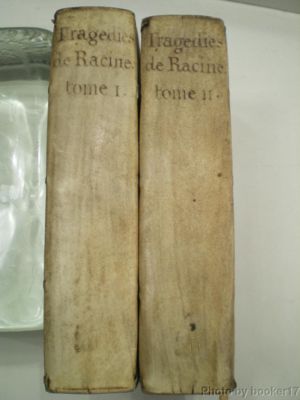 Tragedies
de Racine.
tome I.
Tragedies
de Racine.
tome II.
Photo by booker17